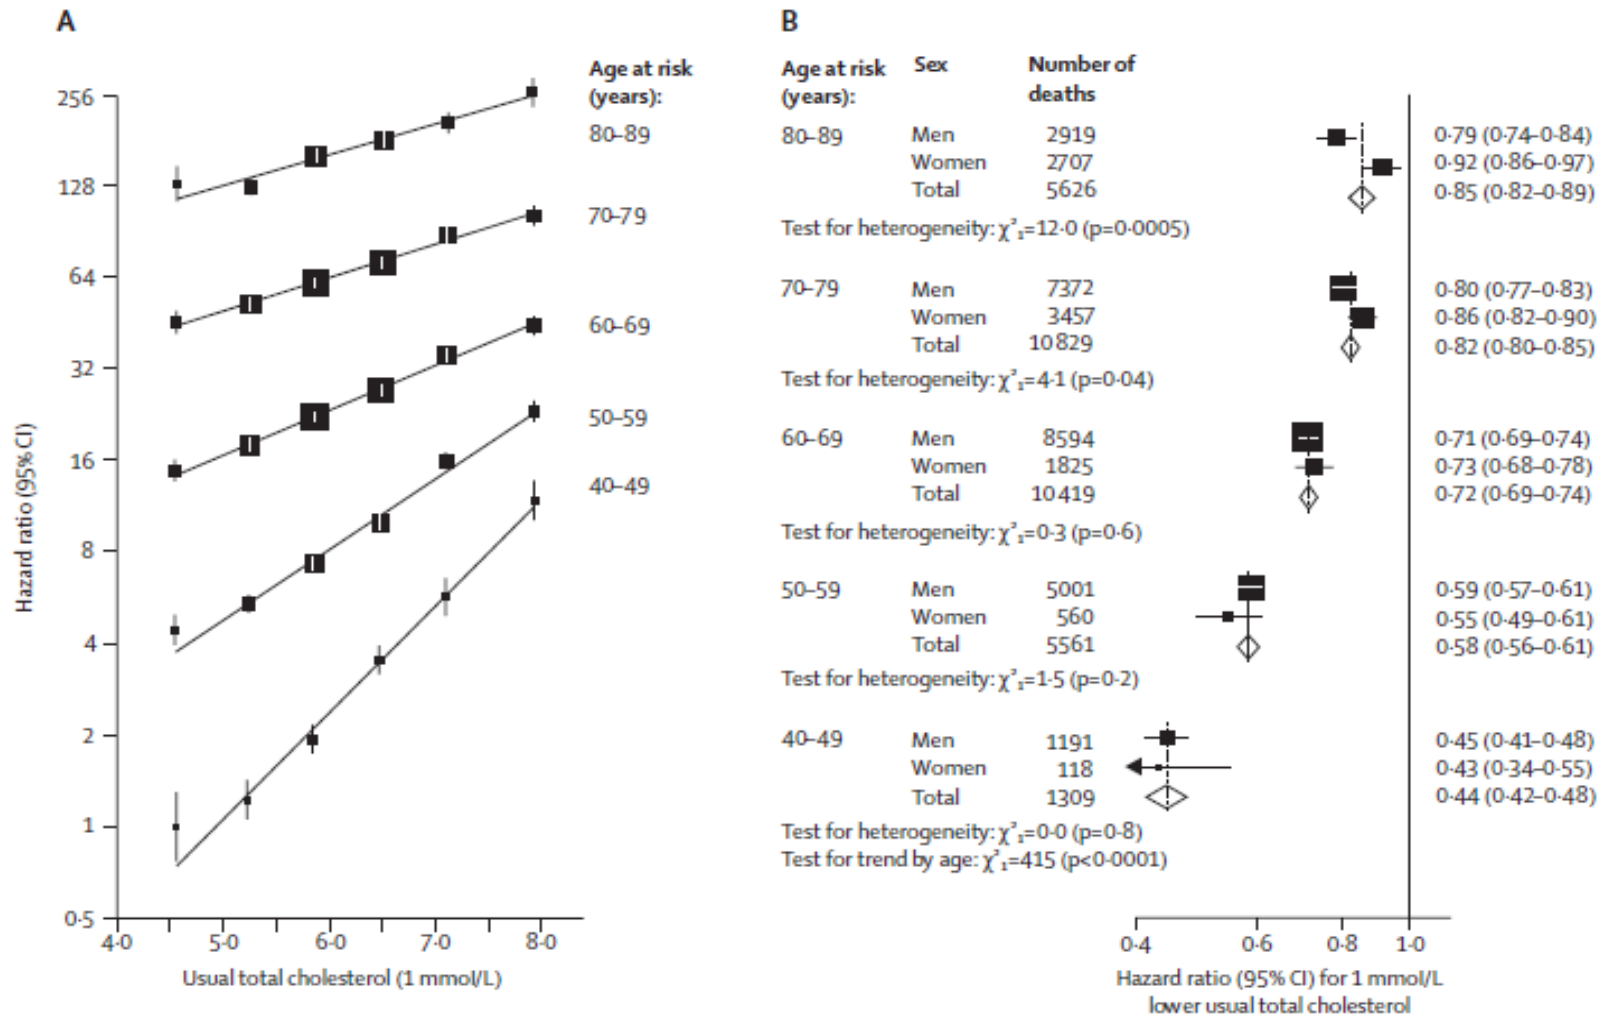 A
Hazard ratio (95% CI)
256
128
64
32
16
8
4
2
1
0·5
4·0 5·0 6·0 7·0 8·0
Usual total cholesterol (1 mmol/L)
Age at risk
(years):
80–89
70–79
60–69
50–59
40–49
B
Age at risk Sex Number of
(years): deaths
80–89 Men 2919 0·79 (0·74–0·84)
Women 2707 0·92 (0·86–0·97)
Total 5626 0·85 (0·82–0·89)
Test for heterogeneity: χ²₁=12·0 (p=0·0005)
70–79 Men 7372 0·80 (0·77–0·83)
Women 3457 0·86 (0·82–0·90)
Total 10 829 0·82 (0·80–0·85)
Test for heterogeneity: χ²₁=4·1 (p=0·04)
60–69 Men 8594 0·71 (0·69–0·74)
Women 1825 0·73 (0·68–0·78)
Total 10 419 0·72 (0·69–0·74)
Test for heterogeneity: χ²₁=0·3 (p=0·6)
50–59 Men 5001 0·59 (0·57–0·61)
Women 560 0·55 (0·49–0·61)
Total 5561 0·58 (0·56–0·61)
Test for heterogeneity: χ²₁=1·5 (p=0·2)
40–49 Men 1191 0·45 (0·41–0·48)
Women 118 0·43 (0·34–0·55)
Total 1309 0·44 (0·42–0·48)
Test for heterogeneity: χ²₁=0·0 (p=0·8)
Test for trend by age: χ²₁=415 (p<0·0001)
0·4 0·6 0·8 1·0
Hazard ratio (95% CI) for 1 mmol/L
lower usual total cholesterol